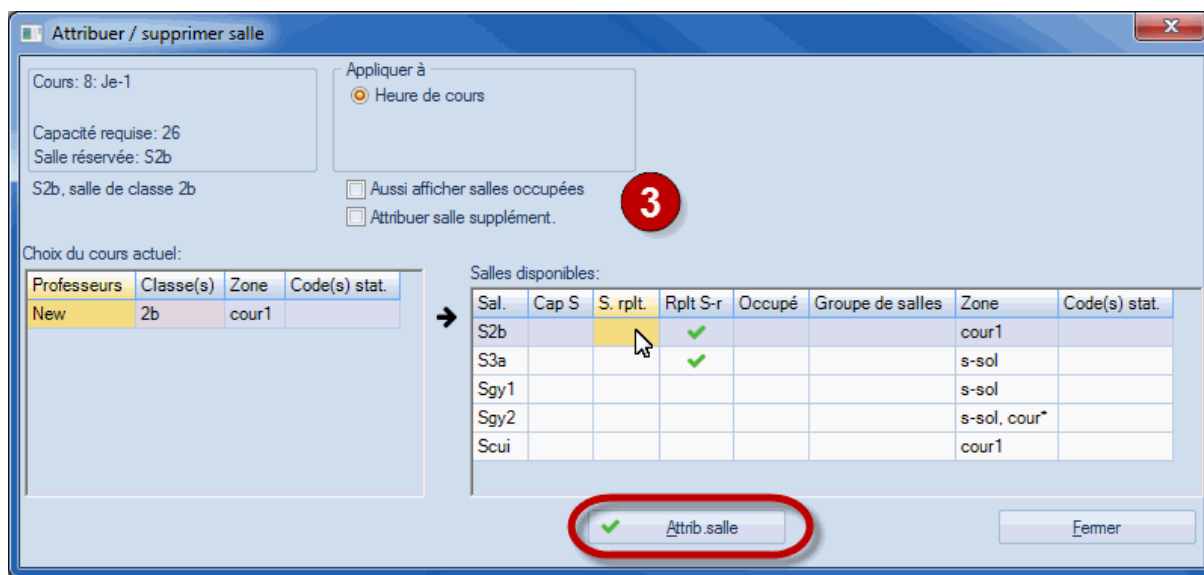 Attribuer / supprimer salle
Cours: 8: Je-1
Capacité requise: 26
Salle réservée: S2b
Appliquer à
Heure de cours
S2b, salle de classe 2b
Aussi afficher salles occupées
Attribuer salle supplément.
3
Choix du cours actuel:
Professeurs Classe(s) Zone Code(s) stat.
New 2b cour1
Salles disponibles:
Sal. Cap S S. rplt. Rplt S-r Occupé Groupe de salles Zone Code(s) stat.
S2b cour1
S3a s-sol
Sgy1 s-sol
Sgy2 s-sol, cour*
Scui cour1
Attrib.salle
Fermer